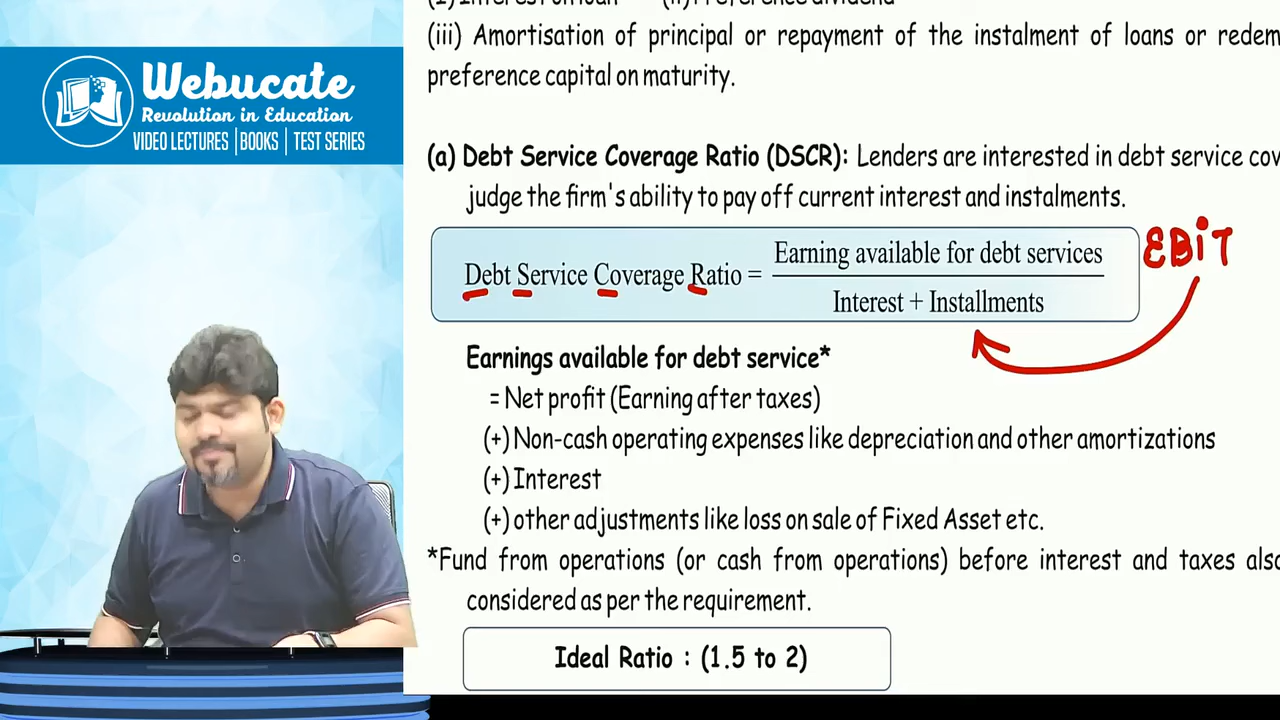 (i) Interest on loan (ii) Preference dividend
(iii) Amortisation of principal or repayment of the instalment of loans or redem
preference capital on maturity.
Webucate
Revolution in Education
VIDEO LECTURES | BOOKS | TEST SERIES
(a) Debt Service Coverage Ratio (DSCR): Lenders are interested in debt service cov
judge the firm's ability to pay off current interest and instalments.
EBIT
Debt Service Coverage Ratio = Earning available for debt services
Interest + Installments
Earnings available for debt service*
= Net profit (Earning after taxes)
(+) Non-cash operating expenses like depreciation and other amortizations
(+) Interest
(+) other adjustments like loss on sale of Fixed Asset etc.
*Fund from operations (or cash from operations) before interest and taxes also
considered as per the requirement.
Ideal Ratio : (1.5 to 2)